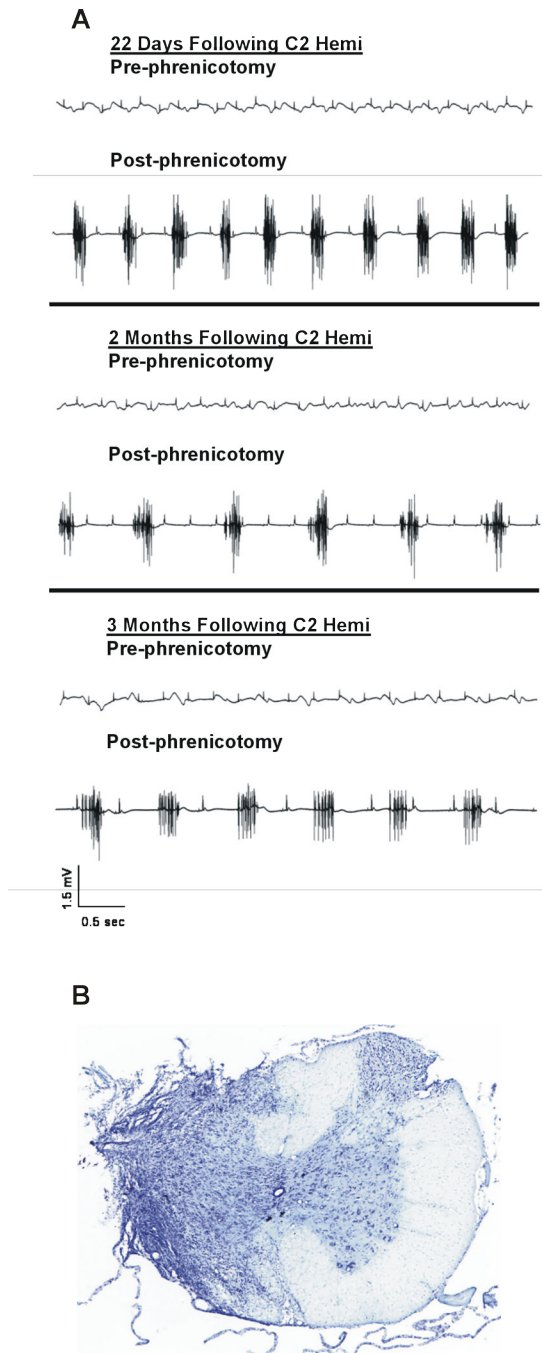 A
22 Days Following C2 Hemi
Pre-phrenicotomy
Post-phrenicotomy
2 Months Following C2 Hemi
Pre-phrenicotomy
Post-phrenicotomy
3 Months Following C2 Hemi
Pre-phrenicotomy
Post-phrenicotomy
1.5 mV
0.5 sec
B